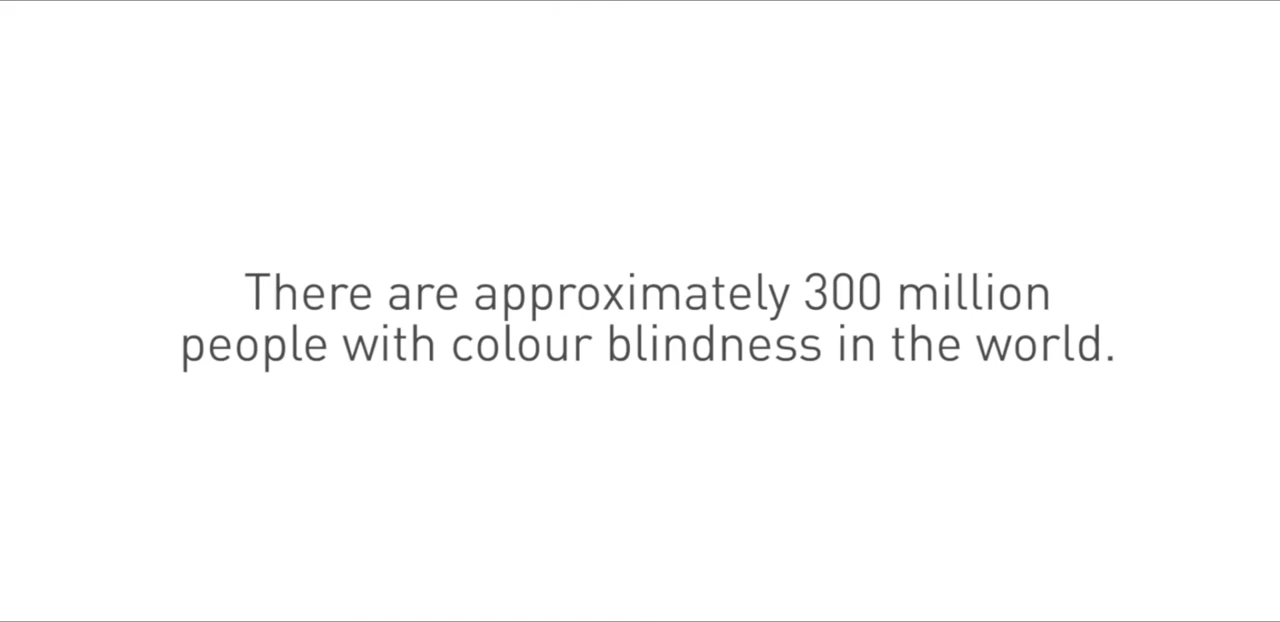 There are approximately 300 million
people with colour blindness in the world.